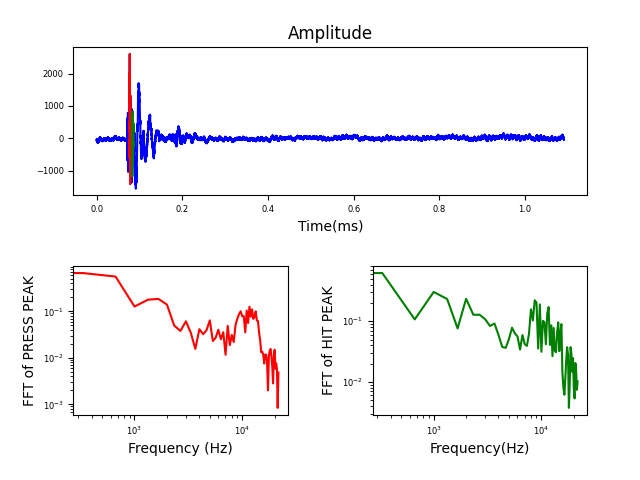 Amplitude
2000
1000
0
−1000
0.0 0.2 0.4 0.6 0.8 1.0
Time(ms)
FFT of PRESS PEAK
10⁻¹
10⁻²
10⁻³
10³ 10⁴
Frequency (Hz)
FFT of HIT PEAK
10⁻¹
10⁻²
10³ 10⁴
Frequency(Hz)